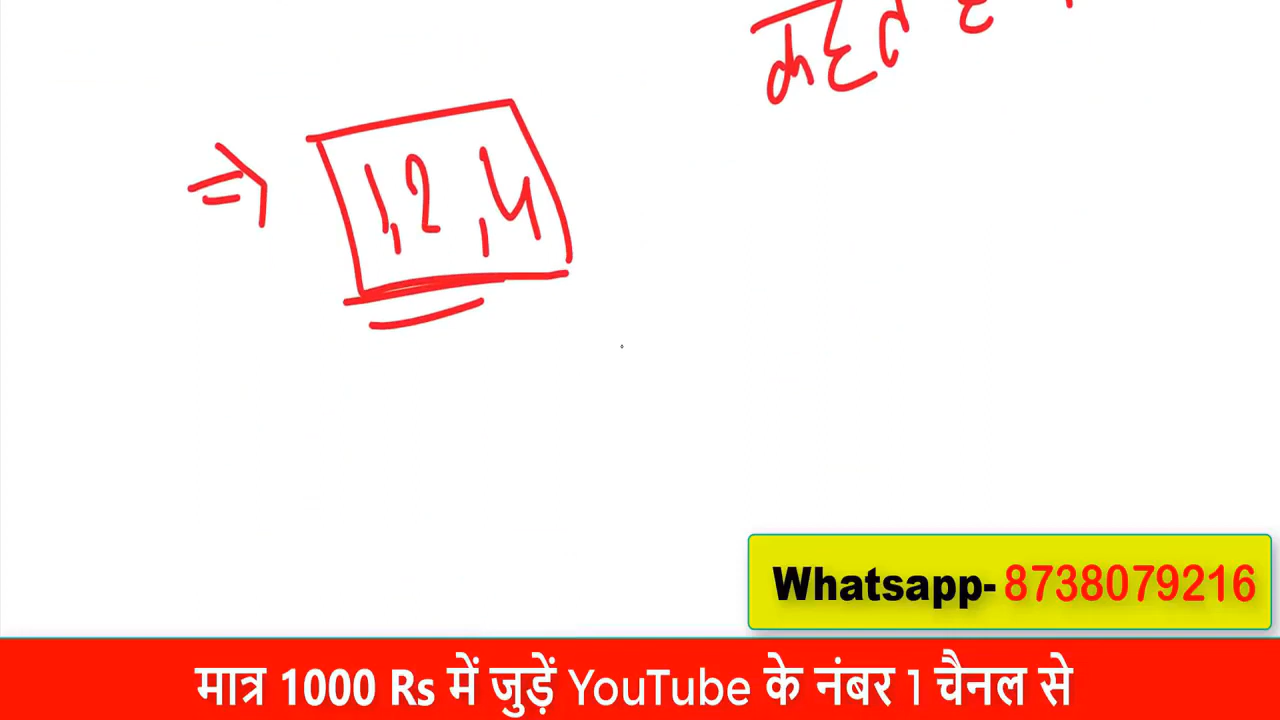 कहते है
⇒ 1, 2, 4
Whatsapp- 8738079216
मात्र 1000 Rs में जुड़ें YouTube के नंबर 1 चैनल से